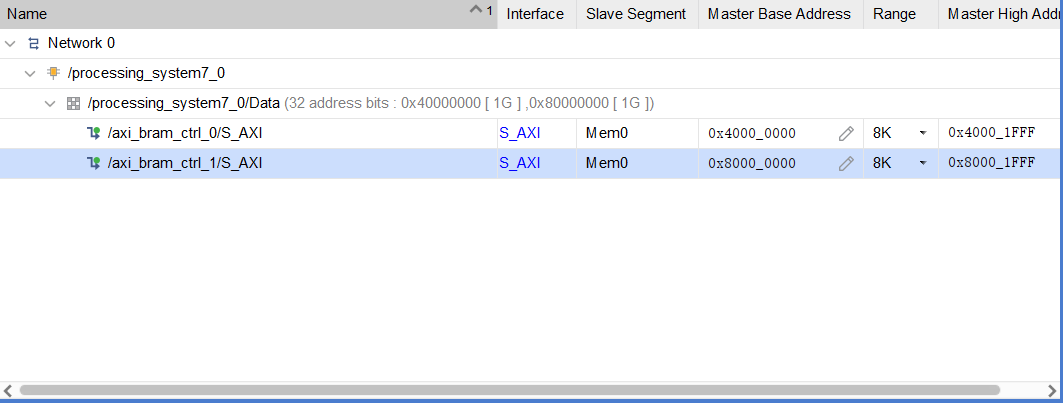 Name 1 Interface Slave Segment Master Base Address Range Master High Addr
Network 0
/processing_system7_0
/processing_system7_0/Data (32 address bits : 0x40000000 [ 1G ] ,0x80000000 [ 1G ])
/axi_bram_ctrl_0/S_AXI S_AXI Mem0 0x4000_0000 8K 0x4000_1FFF
/axi_bram_ctrl_1/S_AXI S_AXI Mem0 0x8000_0000 8K 0x8000_1FFF